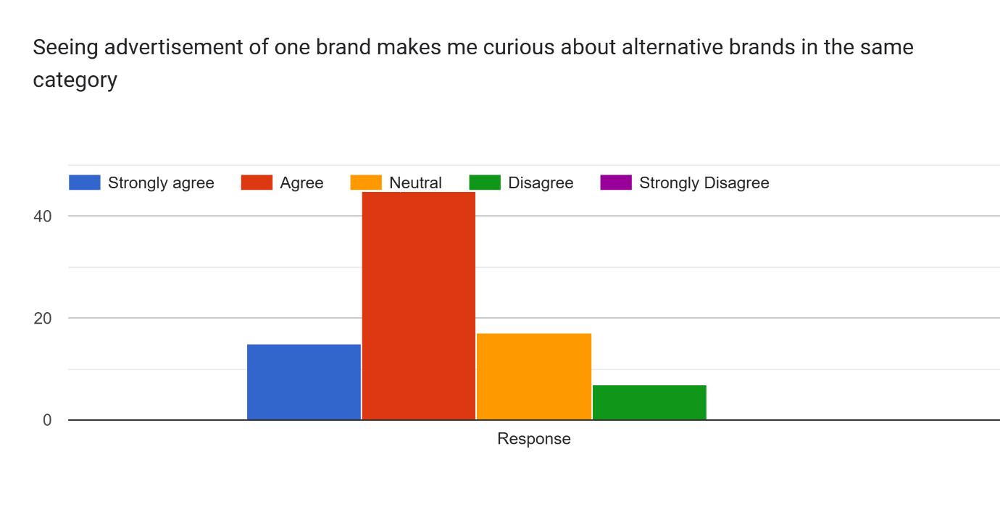 Seeing advertisement of one brand makes me curious about alternative brands in the same
category
Strongly agree Agree Neutral Disagree Strongly Disagree
40
20
0
Response